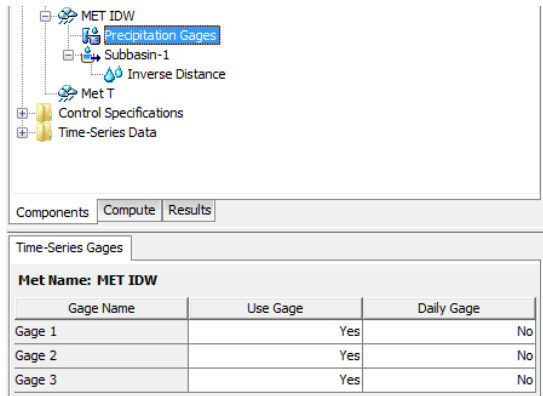 MET IDW
Precipitation Gages
Subbasin-1
Inverse Distance
Met T
Control Specifications
Time-Series Data
Components Compute Results
Time-Series Gages
Met Name: MET IDW
Gage Name Use Gage Daily Gage
Gage 1 Yes No
Gage 2 Yes No
Gage 3 Yes No